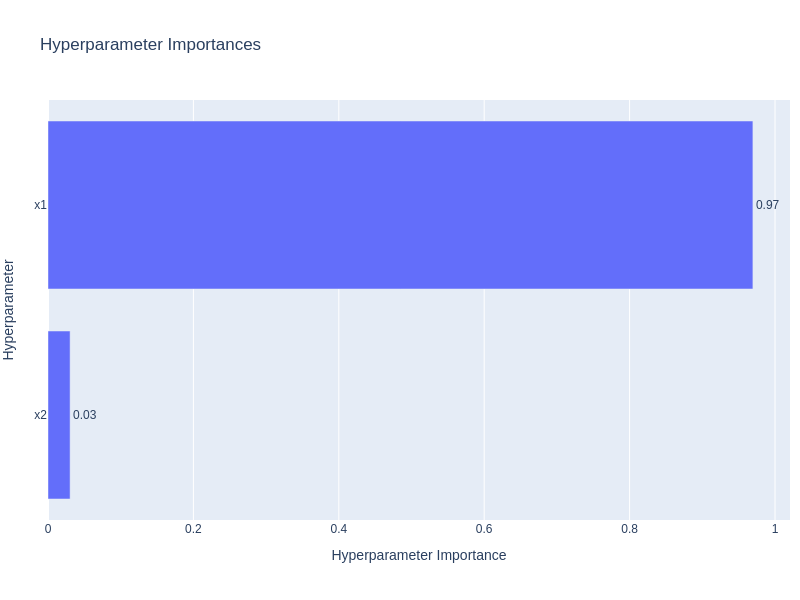 Hyperparameter Importances
Hyperparameter
x1
0.97
x2
0.03
0
0.2
0.4
0.6
0.8
1
Hyperparameter Importance